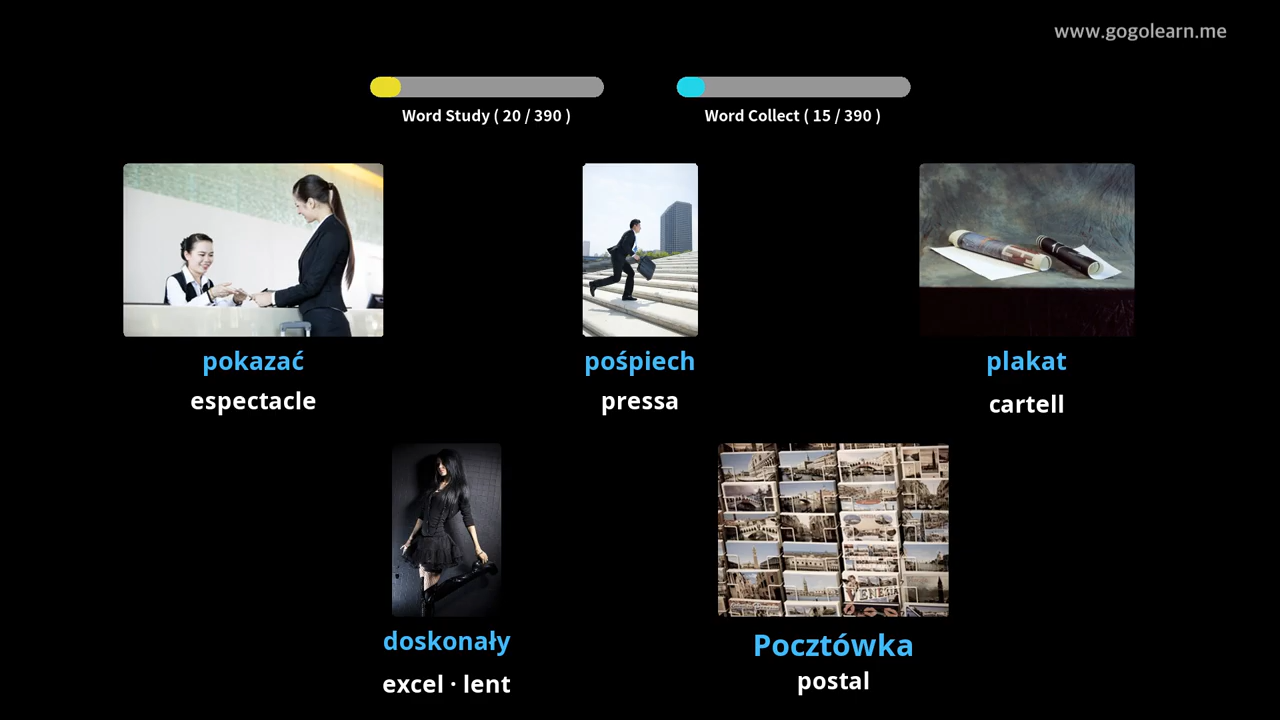 www.gogolearn.me
Word Study ( 20 / 390 )
Word Collect ( 15 / 390 )
pokazać
espectacle
pośpiech
pressa
plakat
cartell
doskonały
excel · lent
Pocztówka
postal